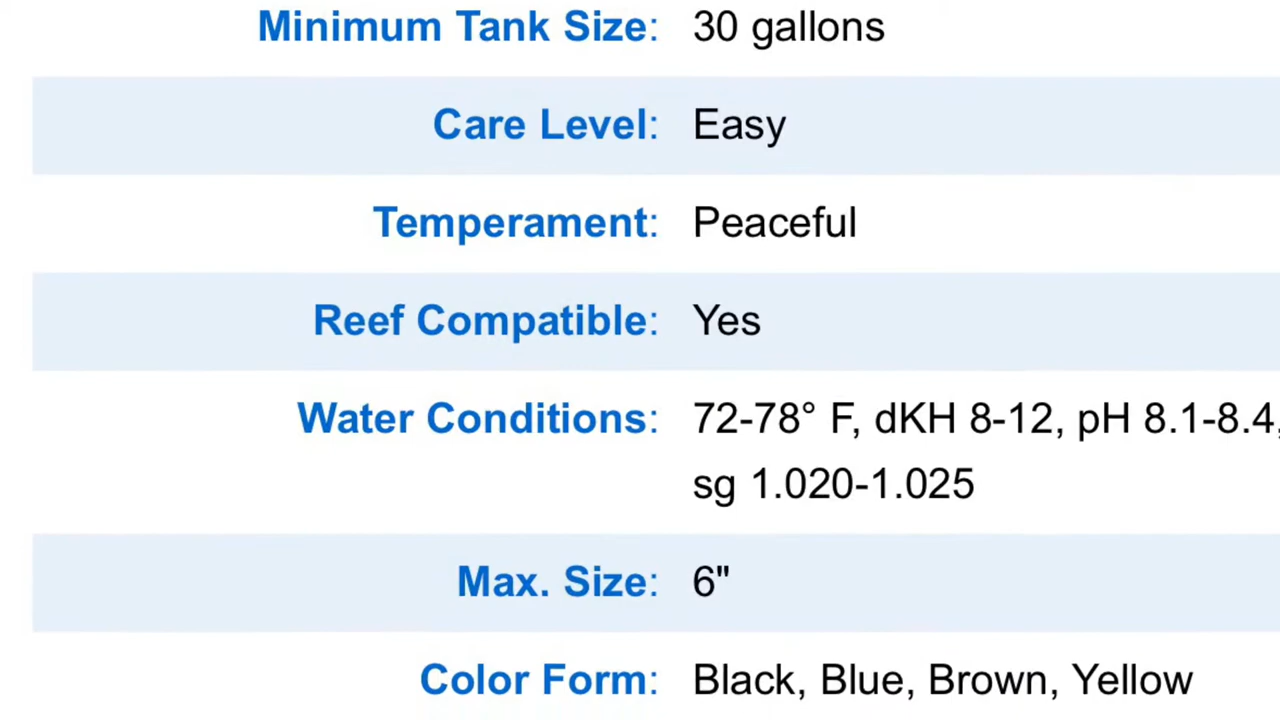 Minimum Tank Size: 30 gallons
Care Level: Easy
Temperament: Peaceful
Reef Compatible: Yes
Water Conditions: 72-78° F, dKH 8-12, pH 8.1-8.4,
sg 1.020-1.025
Max. Size: 6"
Color Form: Black, Blue, Brown, Yellow